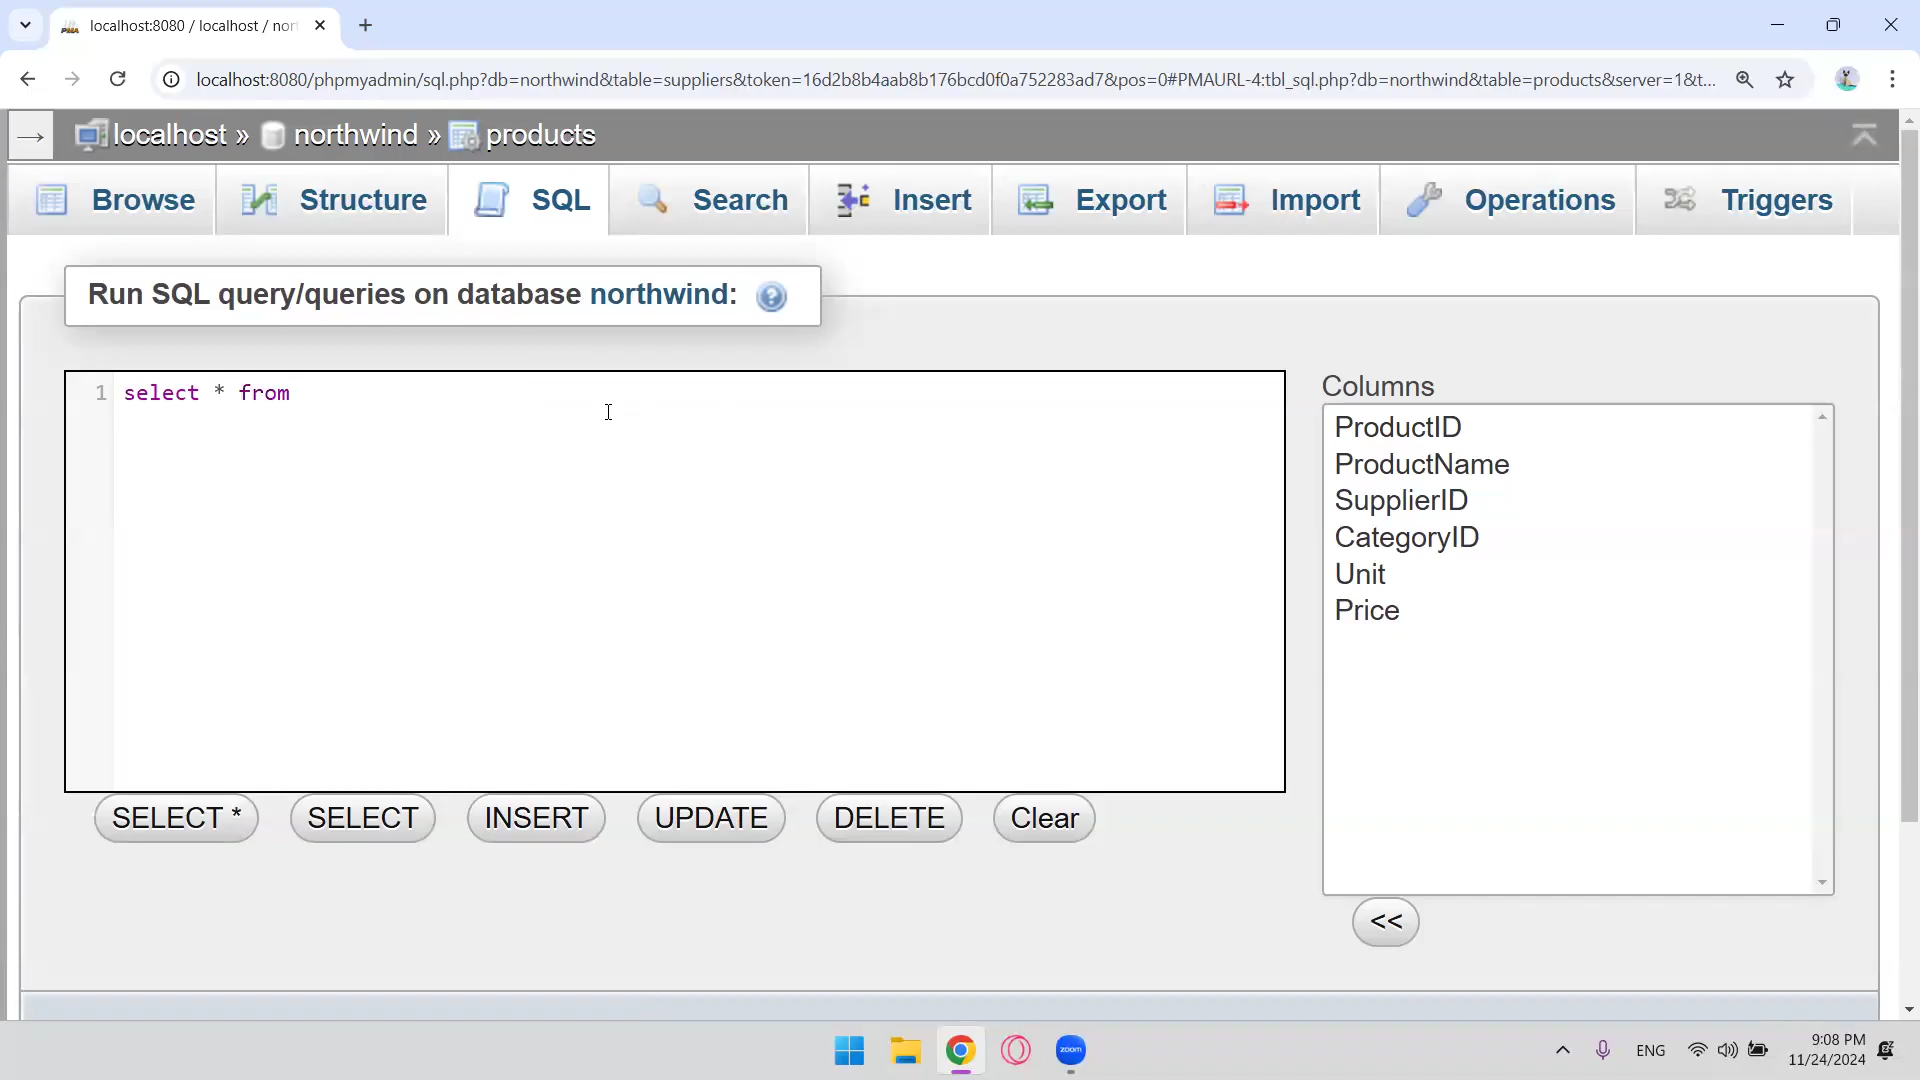 localhost:8080 / localhost / nor
localhost:8080/phpmyadmin/sql.php?db=northwind&table=suppliers&token=16d2b8b4aab8b176bcd0f0a752283ad7&pos=0#PMAURL-4:tbl_sql.php?db=northwind&table=products&server=1&t...
localhost » northwind » products
Browse Structure SQL Search Insert Export Import Operations Triggers
Run SQL query/queries on database northwind:
1 select * from
Columns
ProductID
ProductName
SupplierID
CategoryID
Unit
Price
SELECT * SELECT INSERT UPDATE DELETE Clear
<<
zoom
ENG
9:08 PM
11/24/2024